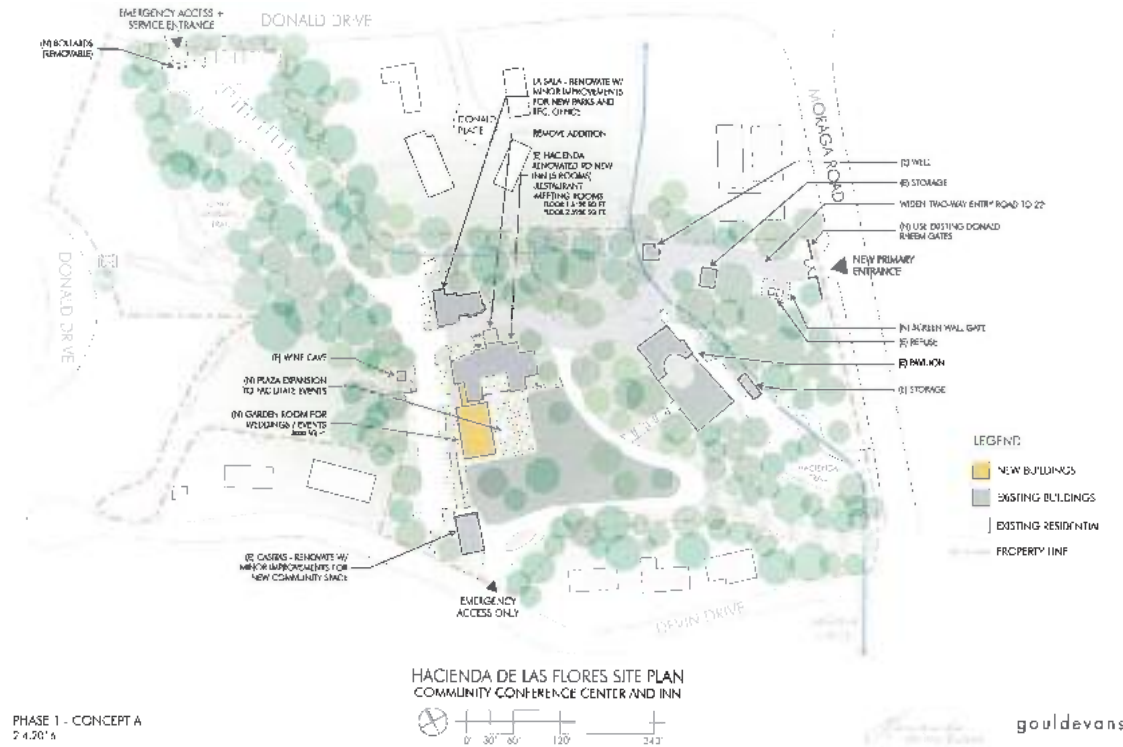 EMERGENCY ACCESS +
SERVICE ENTRANCE
DONALD DRIVE
(N) BOLLARDS
(REMOVABLE)
LA SALA - RENOVATE W/
MINOR IMPROVEMENTS
FOR NEW PARKS AND
REC. OFFICE
DONALD
PLACE
REMOVE ADDITION
(E) HACIENDA
RENOVATED TO NEW
INN (5 ROOMS)
RESTAURANT
MEETING ROOMS
MORAGA ROAD
(E) WELL
(E) STORAGE
WIDEN TWO-WAY ENTRY ROAD TO 22'
(N) USE EXISTING DONALD
RHEEM GATES
NEW PRIMARY
ENTRANCE
DONALD DRIVE
(N) SCREEN WALL GATE
(E) REFUSE
(E) PAVILION
(E) STORAGE
(E) WINE CAVE
(N) PLAZA EXPANSION
TO FACILITATE EVENTS
(N) GARDEN ROOM FOR
WEDDINGS / EVENTS
HACIENDA
LEGEND
NEW BUILDINGS
EXISTING BUILDINGS
EXISTING RESIDENTIAL
PROPERTY LINE
(E) CASITAS - RENOVATE W/
MINOR IMPROVEMENTS FOR
NEW COMMUNITY SPACE
EMERGENCY
ACCESS ONLY
DEVIN DRIVE
HACIENDA DE LAS FLORES SITE PLAN
COMMUNITY CONFERENCE CENTER AND INN
0' 30' 60' 120' 240'
PHASE 1 - CONCEPT A
2.4.2016
gouldevans